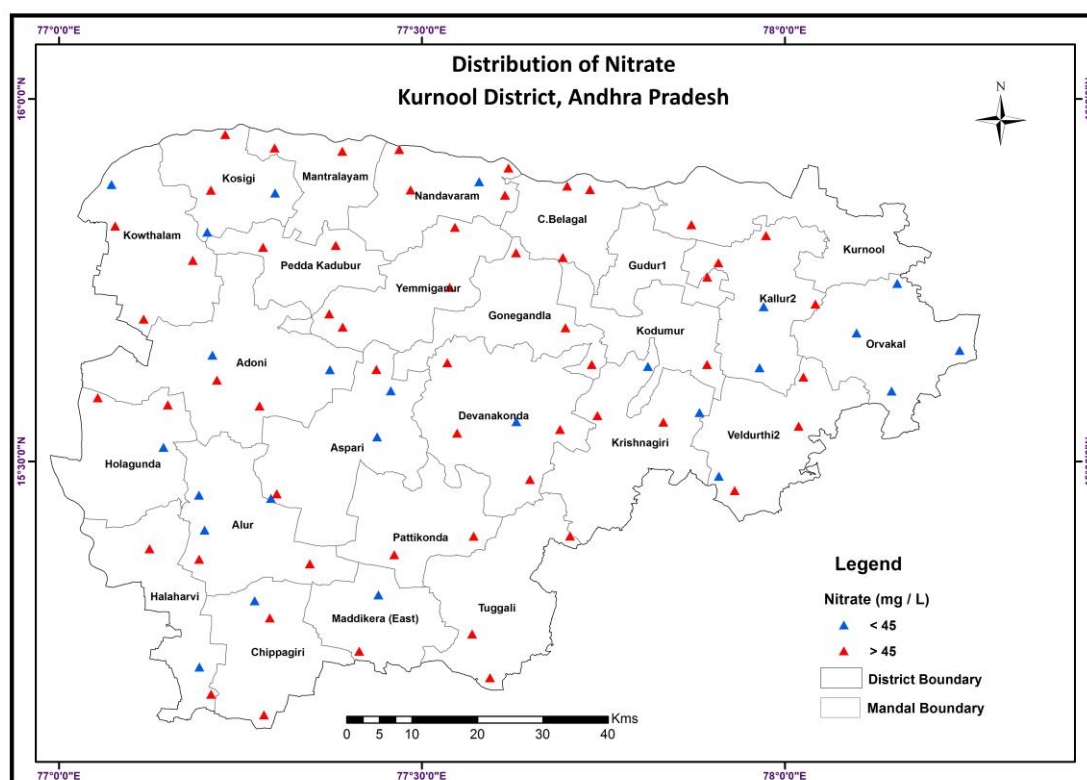 77°0'0"E 77°30'0"E 78°0'0"E
Distribution of Nitrate
Kurnool District, Andhra Pradesh
N
16°0'0"N
Kosigi
Mantralayam
Nandavaram
C.Belagal
Kowthalam
Kurnool
Pedda Kadubur
Gudur1
Yemmiganur
Kallur2
Gonegandla
Kodumur
Orvakal
Adoni
Devanakonda
Aspari
Krishnagiri
Veldurthi2
Holagunda
15°30'0"N
Alur
Pattikonda
Halaharvi
Maddikera (East)
Tuggali
Chippagiri
Legend
Nitrate (mg / L)
< 45
> 45
District Boundary
Mandal Boundary
Kms
0 5 10 20 30 40
77°0'0"E 77°30'0"E 78°0'0"E